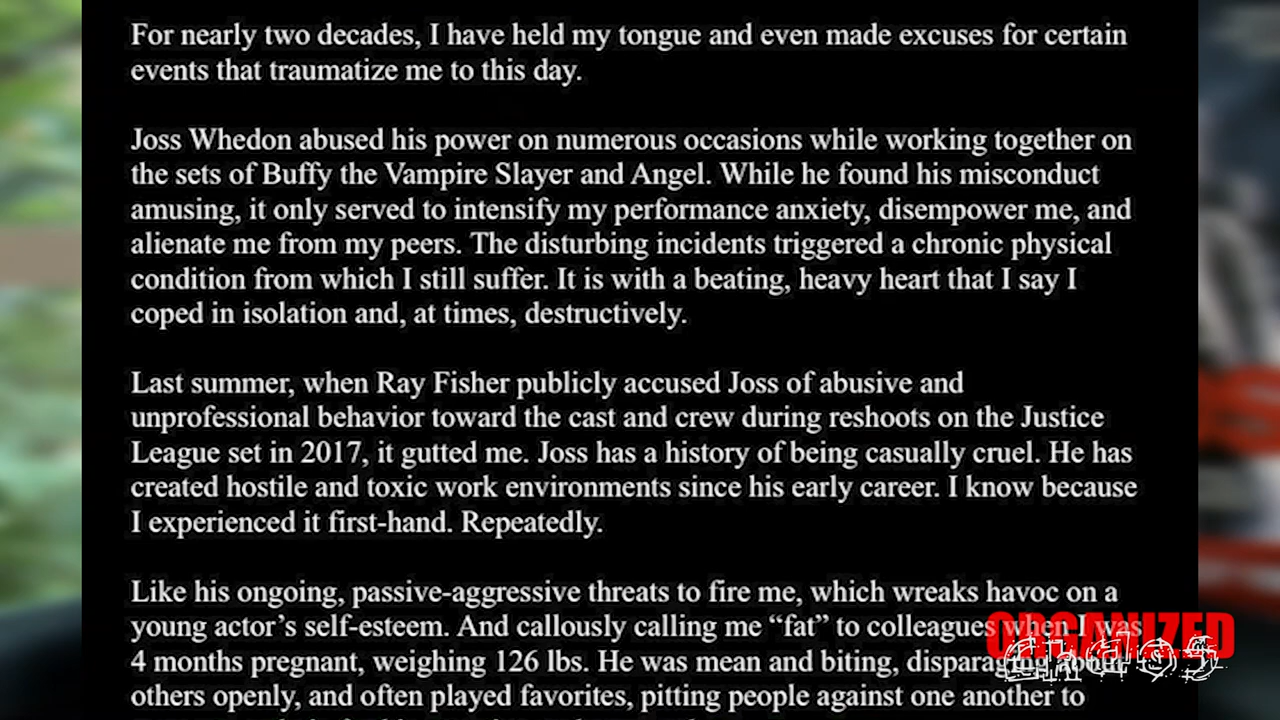 For nearly two decades, I have held my tongue and even made excuses for certain
events that traumatize me to this day.
Joss Whedon abused his power on numerous occasions while working together on
the sets of Buffy the Vampire Slayer and Angel. While he found his misconduct
amusing, it only served to intensify my performance anxiety, disempower me, and
alienate me from my peers. The disturbing incidents triggered a chronic physical
condition from which I still suffer. It is with a beating, heavy heart that I say I
coped in isolation and, at times, destructively.
Last summer, when Ray Fisher publicly accused Joss of abusive and
unprofessional behavior toward the cast and crew during reshoots on the Justice
League set in 2017, it gutted me. Joss has a history of being casually cruel. He has
created hostile and toxic work environments since his early career. I know because
I experienced it first-hand. Repeatedly.
Like his ongoing, passive-aggressive threats to fire me, which wreaks havoc on a
young actor’s self-esteem. And callously calling me “fat” to colleagues when I was
4 months pregnant, weighing 126 lbs. He was mean and biting, disparaging about
others openly, and often played favorites, pitting people against one another to
ORGANIZED
CHAOS